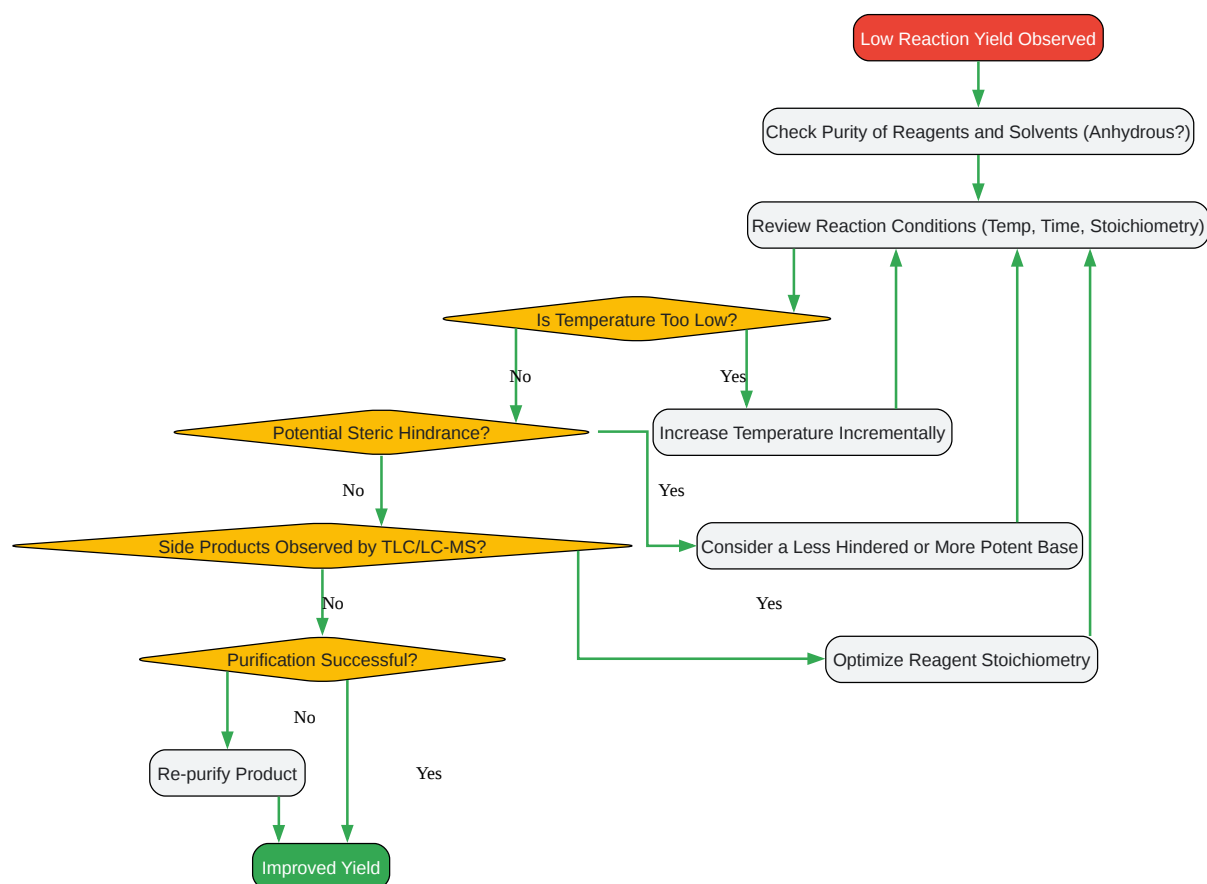 Low Reaction Yield Observed
Check Purity of Reagents and Solvents (Anhydrous?)
Review Reaction Conditions (Temp, Time, Stoichiometry)
Is Temperature Too Low?
No
Yes
Potential Steric Hindrance?
Increase Temperature Incrementally
No
Yes
Side Products Observed by TLC/LC-MS?
Consider a Less Hindered or More Potent Base
No
Yes
Purification Successful?
Optimize Reagent Stoichiometry
No
Re-purify Product
Yes
Improved Yield